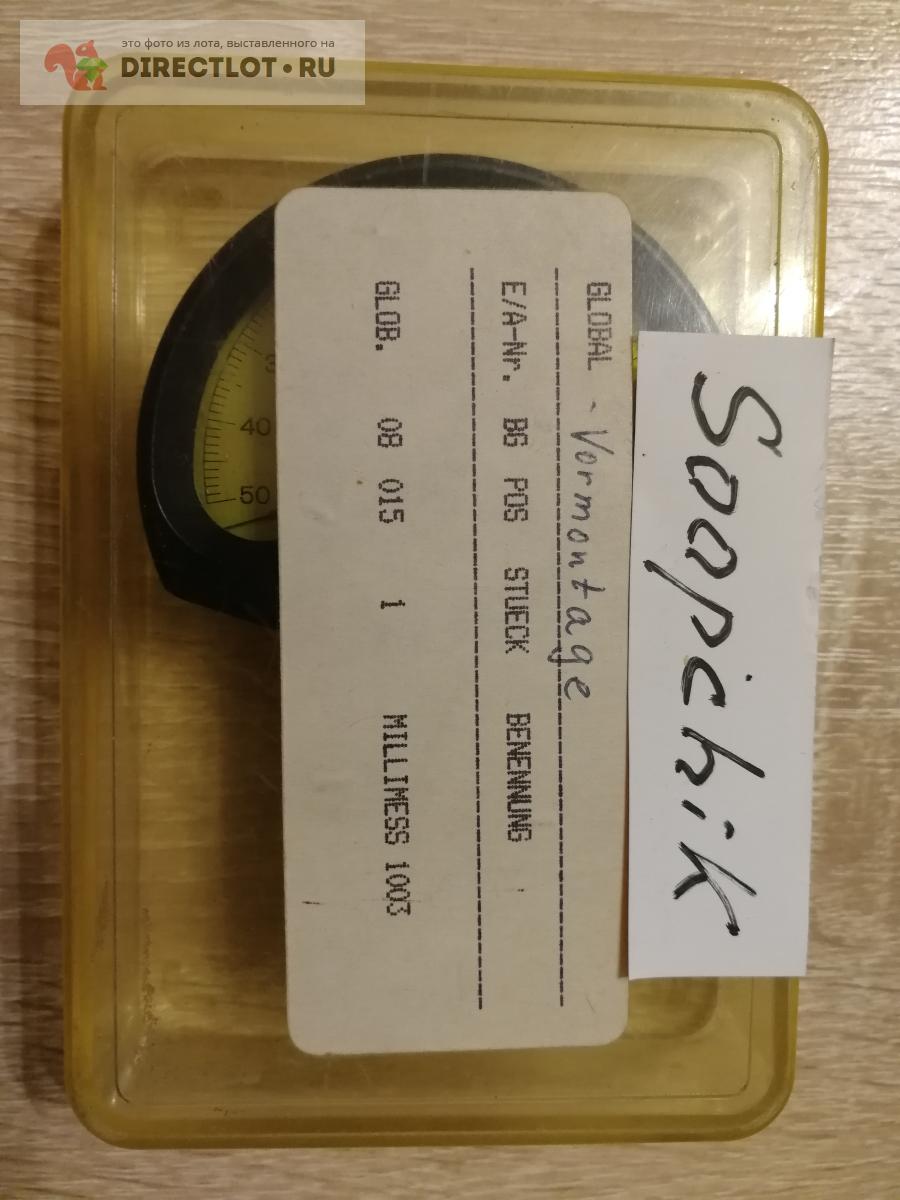 это фото из лота, выставленного на
DIRECTLOT•RU
GLOBAL - Vormontage
E/A-Nr. BG POS STUECK BENENNUNG
GLOB. 08 015 1 MILLIMESS 1003
Soopchik
40
50